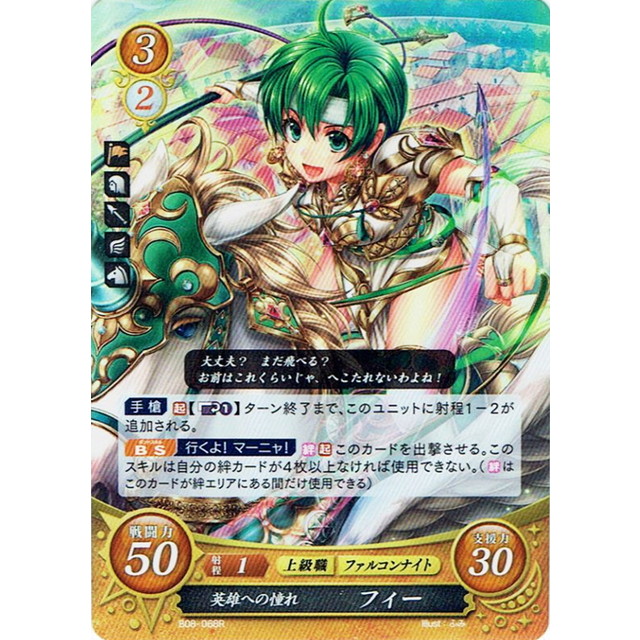 3
2
大丈夫？ まだ飛べる？
お前はこれくらいじゃ、へこたれないわよね！
手槍 起【 1】ターン終了まで、このユニットに射程1－2が
追加される。
BS 行くよ！ マーニャ！ 絆 起 このカードを出撃させる。この
スキルは自分の絆カードが4枚以上なければ使用できない。（絆は
このカードが絆エリアにある間だけ使用できる）
戦闘力
50
射程 1
上級職 ファルコンナイト
支援力
30
英雄への憧れ フィー
B08-068R
Illust：ふみ